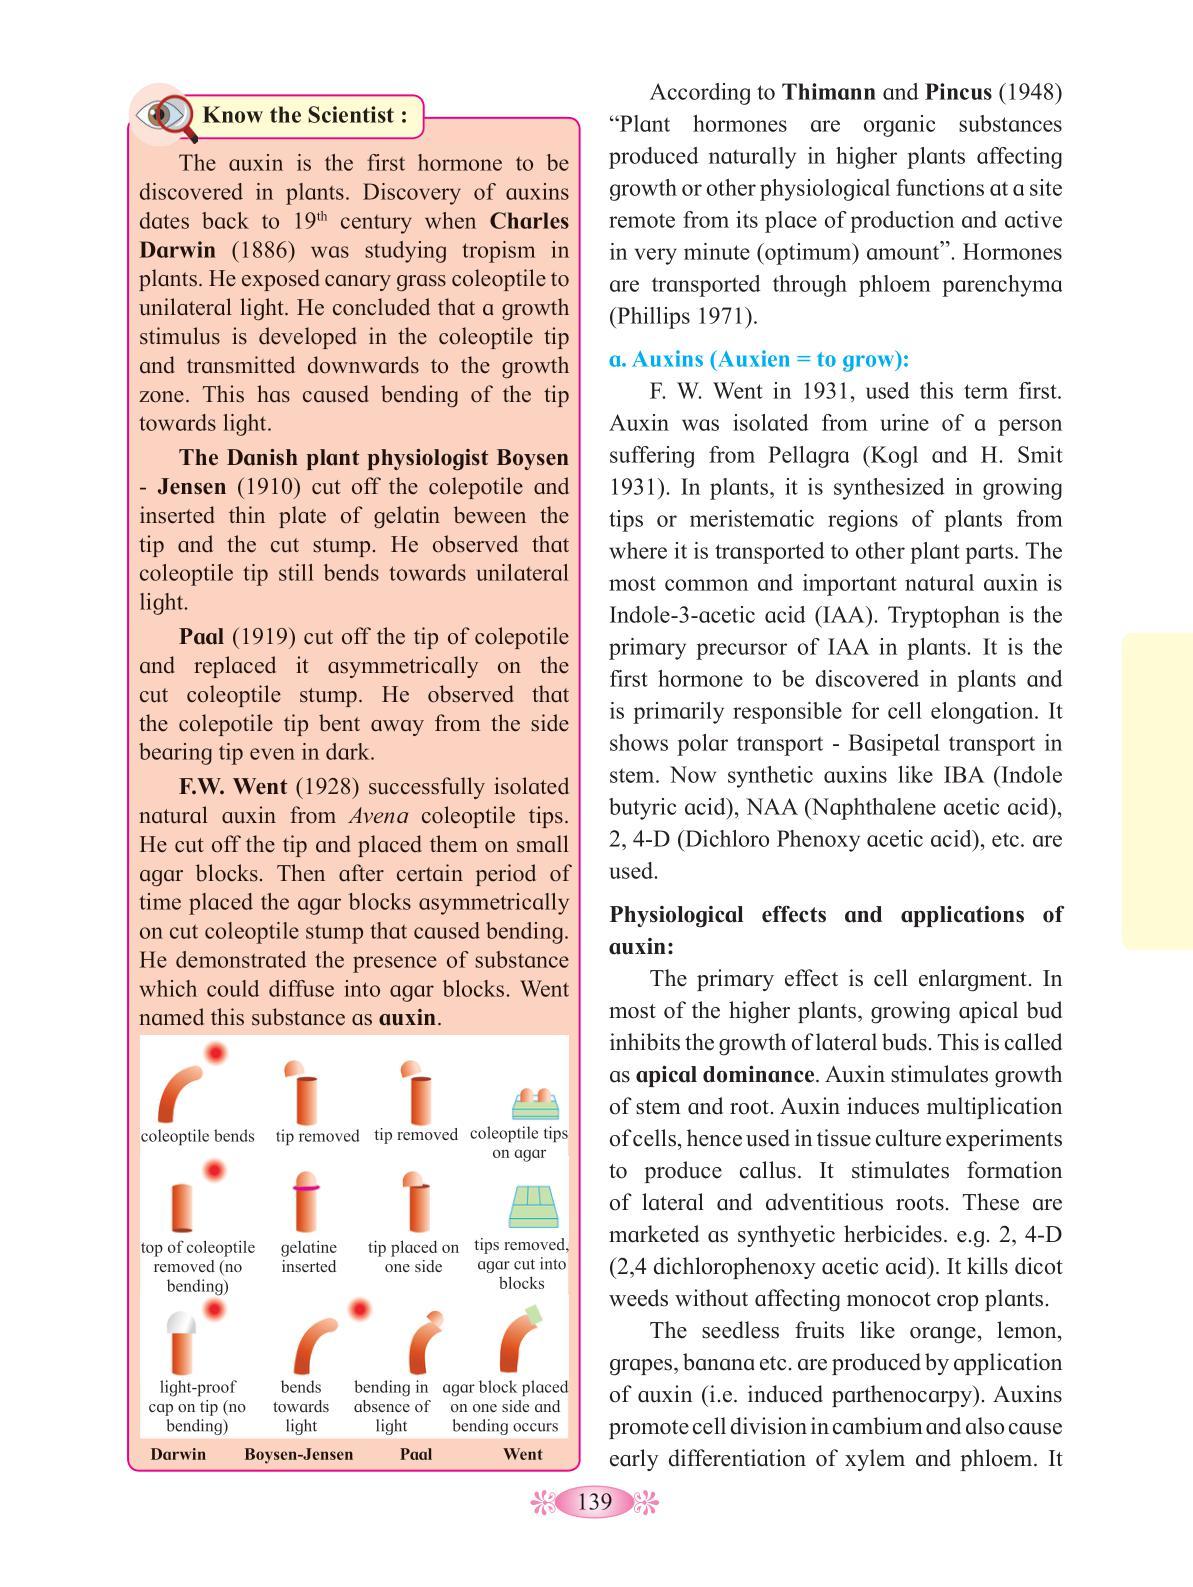 Know the Scientist :
The auxin is the first hormone to be
discovered in plants. Discovery of auxins
dates back to 19th century when Charles
Darwin (1886) was studying tropism in
plants. He exposed canary grass coleoptile to
unilateral light. He concluded that a growth
stimulus is developed in the coleoptile tip
and transmitted downwards to the growth
zone. This has caused bending of the tip
towards light.
The Danish plant physiologist Boysen
- Jensen (1910) cut off the colepotile and
inserted thin plate of gelatin beween the
tip and the cut stump. He observed that
coleoptile tip still bends towards unilateral
light.
Paal (1919) cut off the tip of colepotile
and replaced it asymmetrically on the
cut coleoptile stump. He observed that
the colepotile tip bent away from the side
bearing tip even in dark.
F.W. Went (1928) successfully isolated
natural auxin from Avena coleoptile tips.
He cut off the tip and placed them on small
agar blocks. Then after certain period of
time placed the agar blocks asymmetrically
on cut coleoptile stump that caused bending.
He demonstrated the presence of substance
which could diffuse into agar blocks. Went
named this substance as auxin.
coleoptile bends
tip removed
tip removed
coleoptile tips
on agar
top of coleoptile
removed (no
bending)
gelatine
inserted
tip placed on
one side
tips removed,
agar cut into
blocks
light-proof
cap on tip (no
bending)
bends
towards
light
bending in
absence of
light
agar block placed
on one side and
bending occurs
Darwin
Boysen-Jensen
Paal
Went
According to Thimann and Pincus (1948)
“Plant hormones are organic substances
produced naturally in higher plants affecting
growth or other physiological functions at a site
remote from its place of production and active
in very minute (optimum) amount”. Hormones
are transported through phloem parenchyma
(Phillips 1971).
a. Auxins (Auxien = to grow):
F. W. Went in 1931, used this term first.
Auxin was isolated from urine of a person
suffering from Pellagra (Kogl and H. Smit
1931). In plants, it is synthesized in growing
tips or meristematic regions of plants from
where it is transported to other plant parts. The
most common and important natural auxin is
Indole-3-acetic acid (IAA). Tryptophan is the
primary precursor of IAA in plants. It is the
first hormone to be discovered in plants and
is primarily responsible for cell elongation. It
shows polar transport - Basipetal transport in
stem. Now synthetic auxins like IBA (Indole
butyric acid), NAA (Naphthalene acetic acid),
2, 4-D (Dichloro Phenoxy acetic acid), etc. are
used.
Physiological effects and applications of
auxin:
The primary effect is cell enlargment. In
most of the higher plants, growing apical bud
inhibits the growth of lateral buds. This is called
as apical dominance. Auxin stimulates growth
of stem and root. Auxin induces multiplication
of cells, hence used in tissue culture experiments
to produce callus. It stimulates formation
of lateral and adventitious roots. These are
marketed as synthyetic herbicides. e.g. 2, 4-D
(2,4 dichlorophenoxy acetic acid). It kills dicot
weeds without affecting monocot crop plants.
The seedless fruits like orange, lemon,
grapes, banana etc. are produced by application
of auxin (i.e. induced parthenocarpy). Auxins
promote cell division in cambium and also cause
early differentiation of xylem and phloem. It
139